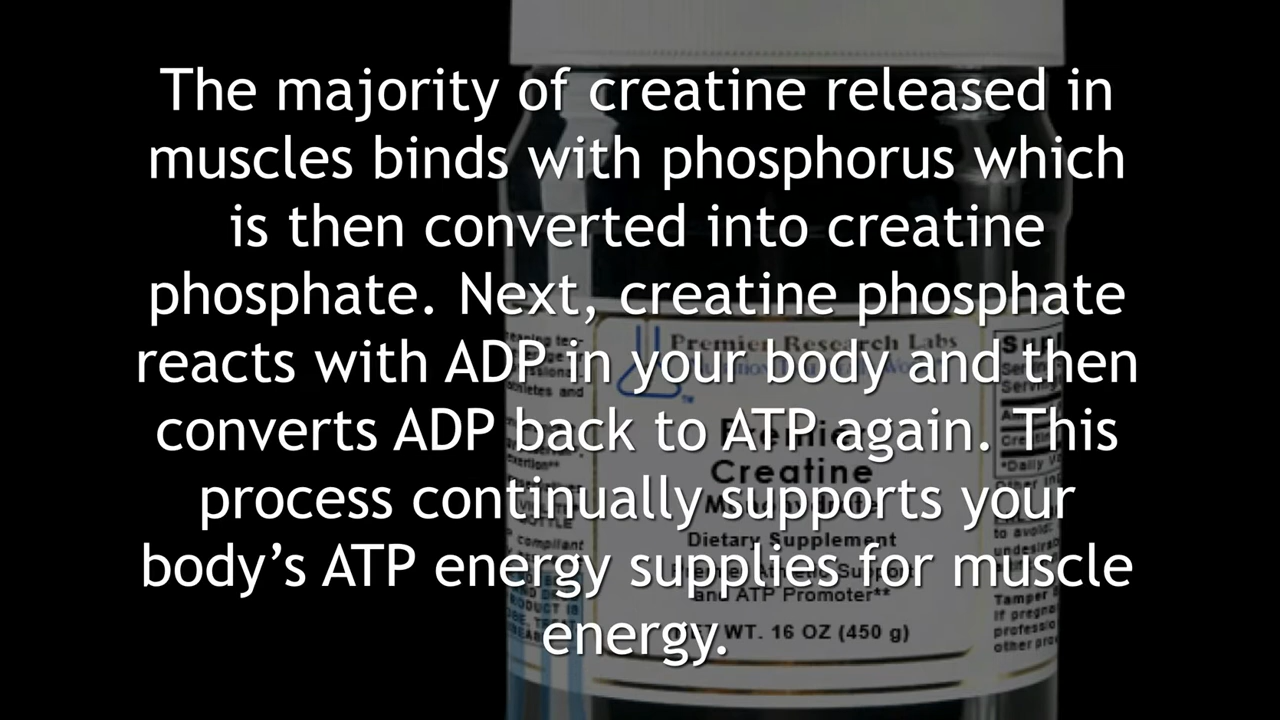 The majority of creatine released in
muscles binds with phosphorus which
is then converted into creatine
phosphate. Next, creatine phosphate
reacts with ADP in your body and then
converts ADP back to ATP again. This
process continually supports your
body’s ATP energy supplies for muscle
energy.
Premier Research Labs
Premier
Creatine
Monohydrate
Dietary Supplement
and ATP Promoter**
WT. 16 OZ (450 g)